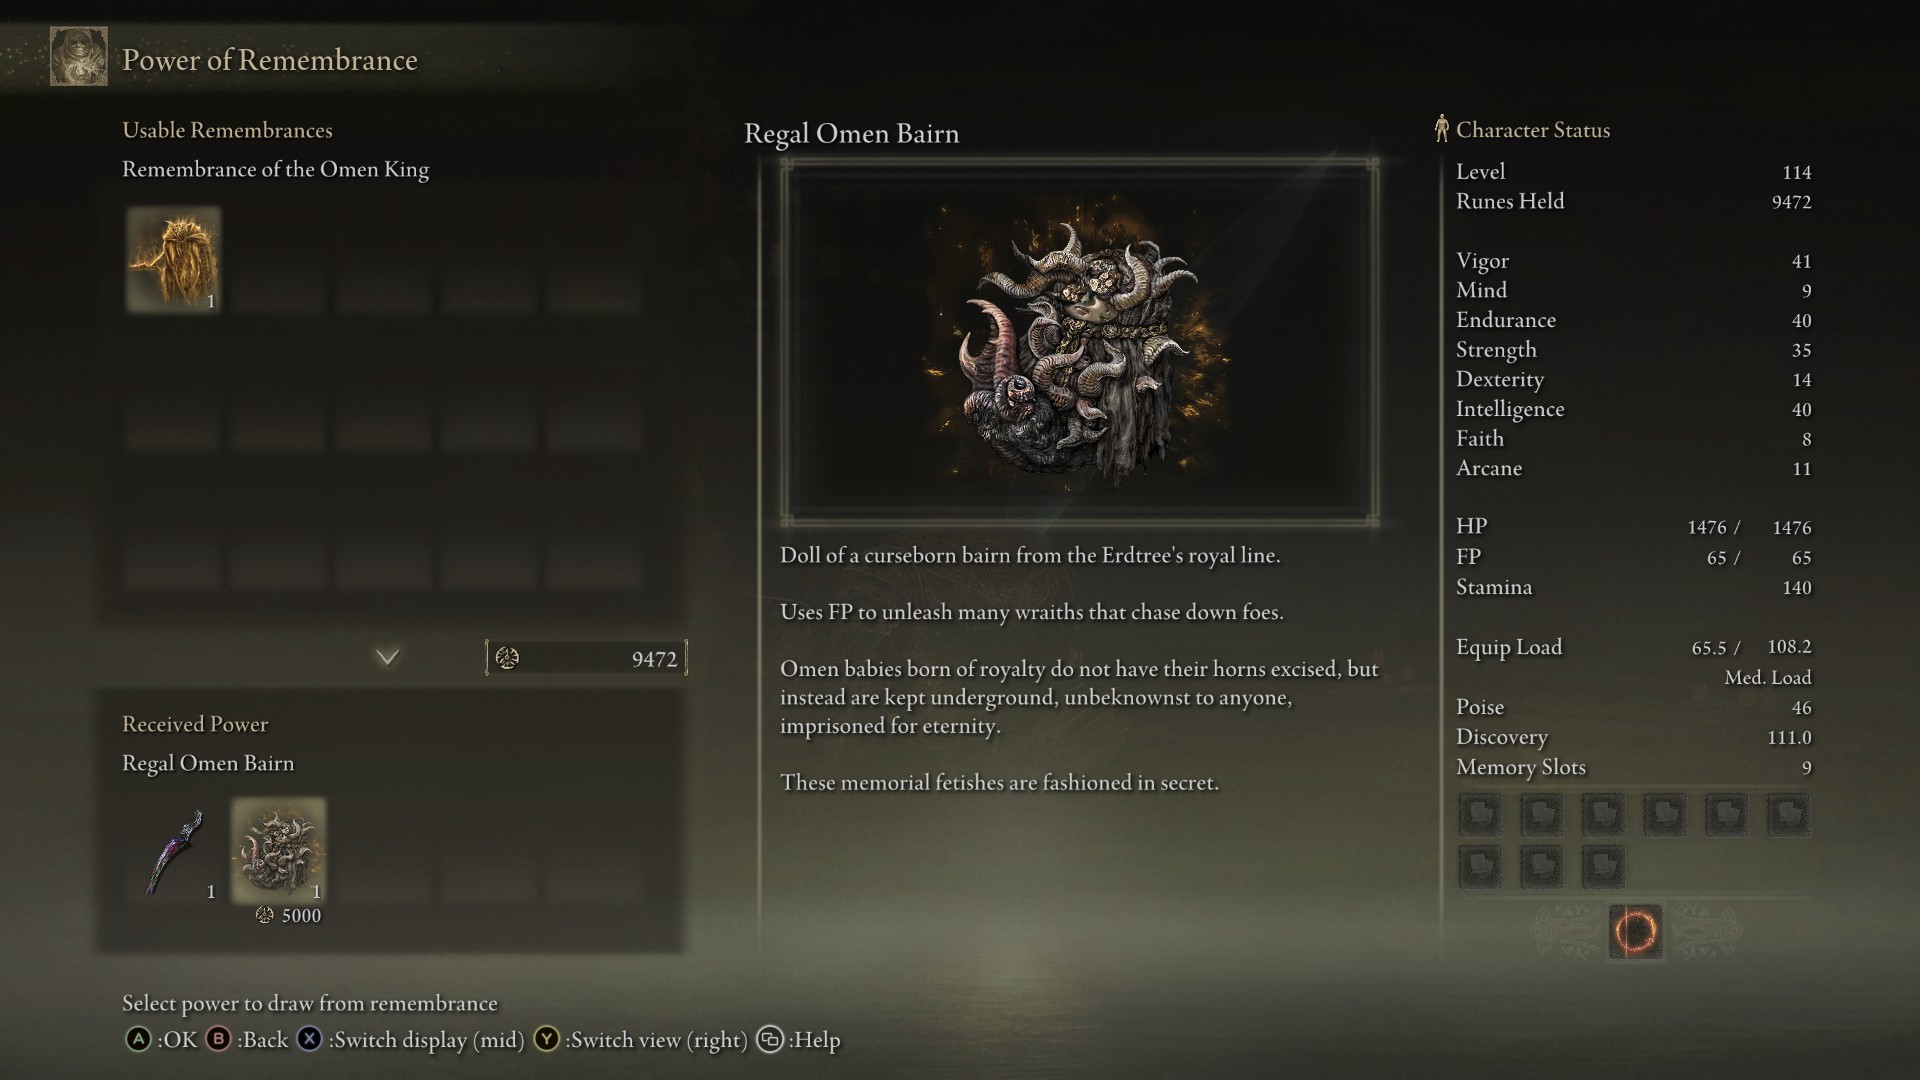 Power of Remembrance
Usable Remembrances
Remembrance of the Omen King
1
9472
Received Power
Regal Omen Bairn
1
1
5000
Regal Omen Bairn
Doll of a curseborn bairn from the Erdtree's royal line.
Uses FP to unleash many wraiths that chase down foes.
Omen babies born of royalty do not have their horns excised, but
instead are kept underground, unbeknownst to anyone,
imprisoned for eternity.
These memorial fetishes are fashioned in secret.
Character Status
Level 114
Runes Held 9472
Vigor 41
Mind 9
Endurance 40
Strength 35
Dexterity 14
Intelligence 40
Faith 8
Arcane 11
HP 1476 / 1476
FP 65 / 65
Stamina 140
Equip Load 65.5 / 108.2
Med. Load
Poise 46
Discovery 111.0
Memory Slots 9
Select power to draw from remembrance
A :OK B :Back X :Switch display (mid) Y :Switch view (right) :Help